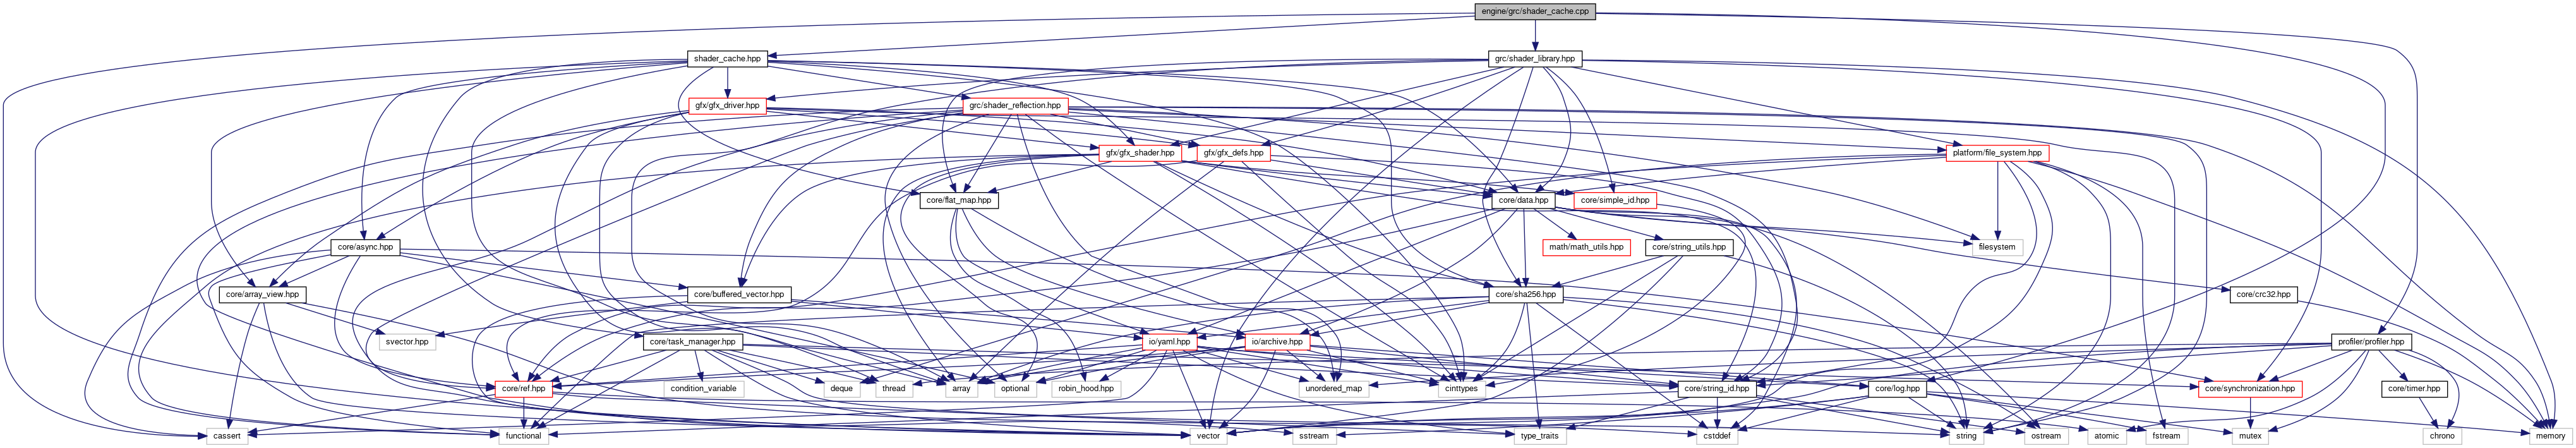 engine/grc/shader_cache.cpp
shader_cache.hpp
grc/shader_library.hpp
gfx/gfx_driver.hpp
grc/shader_reflection.hpp
gfx/gfx_shader.hpp
gfx/gfx_defs.hpp
platform/file_system.hpp
core/flat_map.hpp
core/data.hpp
core/simple_id.hpp
core/async.hpp
math/math_utils.hpp
core/string_utils.hpp
filesystem
core/array_view.hpp
core/buffered_vector.hpp
core/sha256.hpp
core/crc32.hpp
svector.hpp
core/task_manager.hpp
io/yaml.hpp
io/archive.hpp
profiler/profiler.hpp
core/ref.hpp
condition_variable
deque
thread
array
optional
robin_hood.hpp
unordered_map
cinttypes
core/string_id.hpp
core/log.hpp
core/synchronization.hpp
core/timer.hpp
cassert
functional
vector
sstream
type_traits
cstddef
string
ostream
atomic
fstream
mutex
chrono
memory